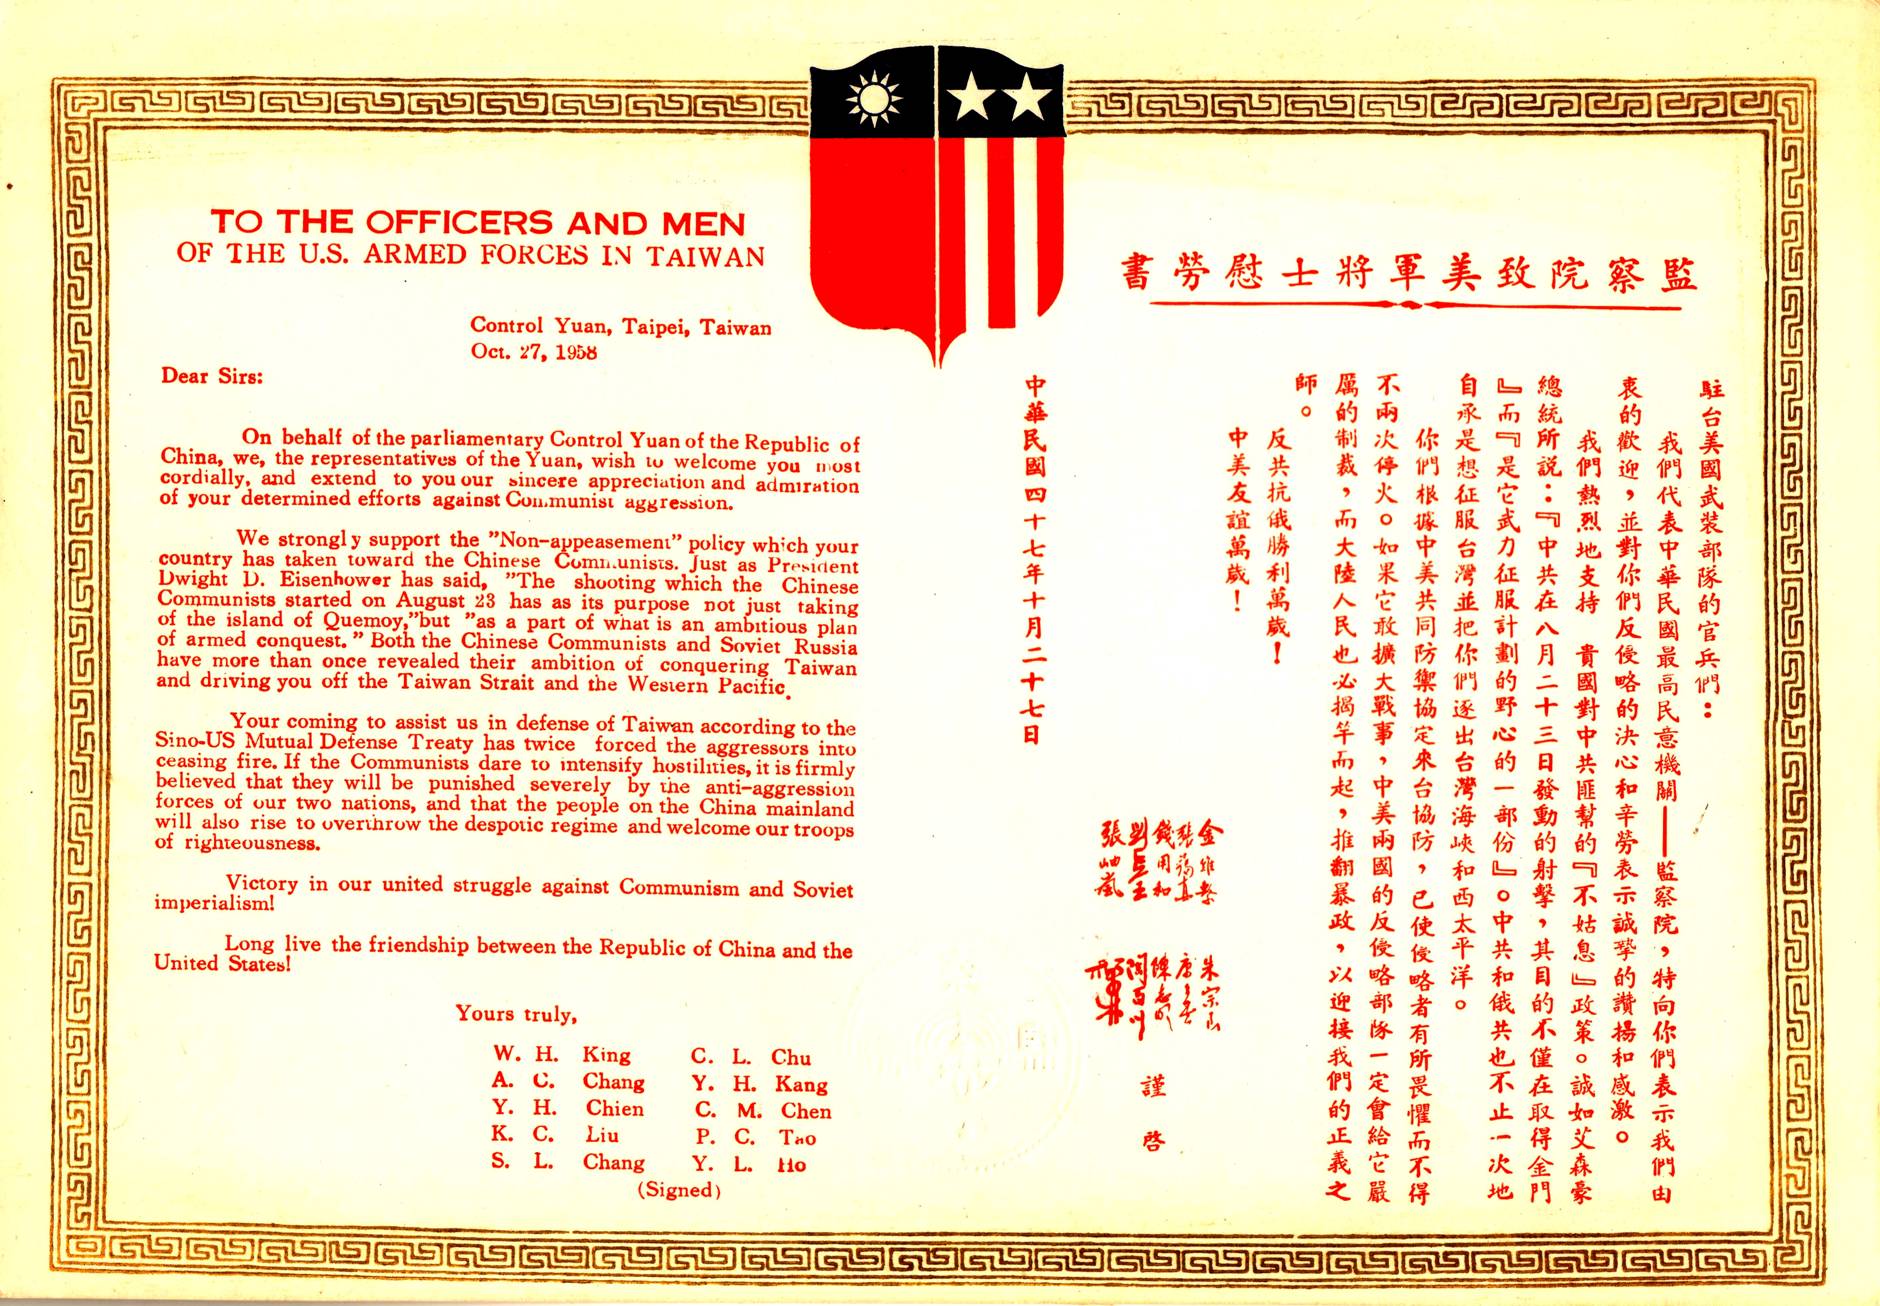 TO THE OFFICERS AND MEN
OF THE U.S. ARMED FORCES IN TAIWAN
Control Yuan, Taipei, Taiwan
Oct. 27, 1958
Dear Sirs:
On behalf of the parliamentary Control Yuan of the Republic of
China, we, the representatives of the Yuan, wish to welcome you most
cordially, and extend to you our sincere appreciation and admiration
of your determined efforts against Communist aggression.
We strongly support the "Non-appeasement" policy which your
country has taken toward the Chinese Communists. Just as President
Dwight D. Eisenhower has said, "The shooting which the Chinese
Communists started on August 23 has as its purpose not just taking
of the island of Quemoy,"but "as a part of what is an ambitious plan
of armed conquest." Both the Chinese Communists and Soviet Russia
have more than once revealed their ambition of conquering Taiwan
and driving you off the Taiwan Strait and the Western Pacific.
Your coming to assist us in defense of Taiwan according to the
Sino-US Mutual Defense Treaty has twice forced the aggressors into
ceasing fire. If the Communists dare to intensify hostilities, it is firmly
believed that they will be punished severely by the anti-aggression
forces of our two nations, and that the people on the China mainland
will also rise to overthrow the despotic regime and welcome our troops
of righteousness.
Victory in our united struggle against Communism and Soviet
imperialism!
Long live the friendship between the Republic of China and the
United States!
Yours truly,
W. H. King C. L. Chu
A. C. Chang Y. H. Kang
Y. H. Chien C. M. Chen
K. C. Liu P. C. Tao
S. L. Chang Y. L. Ho
(Signed)
監察院致美軍將士慰勞書
駐台美國武裝部隊的官兵們：
我們代表中華民國最高民意機關——監察院，特向你們表示我們由
衷的歡迎，並對你們反侵略的決心和辛勞表示誠摯的讚揚和感激。
我們熱烈地支持　貴國對中共匪幫的『不姑息』政策。誠如艾森豪
總統所說：『中共在八月二十三日發動的射擊，其目的不僅在取得金門
』而『是它武力征服計劃的野心的一部份』。中共和俄共也不止一次地
自承是想征服台灣並把你們逐出台灣海峽和西太平洋。
你們根據中美共同防禦協定來台協防，已使侵略者有所畏懼而不得
不兩次停火。如果它敢擴大戰事，中美兩國的反侵略部隊一定會給它嚴
厲的制裁，而大陸人民也必揭竿而起，推翻暴政，以迎接我們的正義之
師。
反共抗俄勝利萬歲！
中美友誼萬歲！
金維繫
張鴻真
錢用和
張岫嵐
朱宗山
陳志明
謹啓
中華民國四十七年十月二十七日